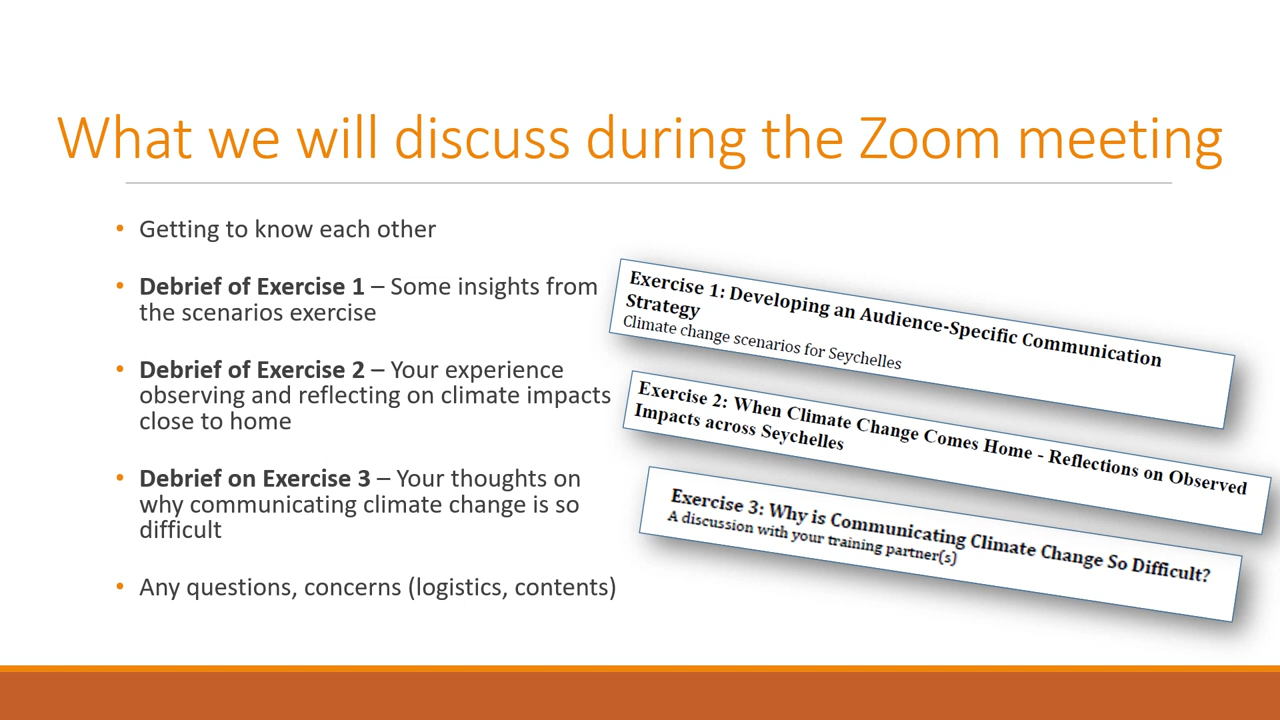 What we will discuss during the Zoom meeting
• Getting to know each other
• Debrief of Exercise 1 – Some insights from
the scenarios exercise
• Debrief of Exercise 2 – Your experience
observing and reflecting on climate impacts
close to home
• Debrief on Exercise 3 – Your thoughts on
why communicating climate change is so
difficult
• Any questions, concerns (logistics, contents)
Exercise 1: Developing an Audience-Specific Communication
Strategy
Climate change scenarios for Seychelles
Exercise 2: When Climate Change Comes Home - Reflections on Observed
Impacts across Seychelles
Exercise 3: Why is Communicating Climate Change So Difficult?
A discussion with your training partner(s)